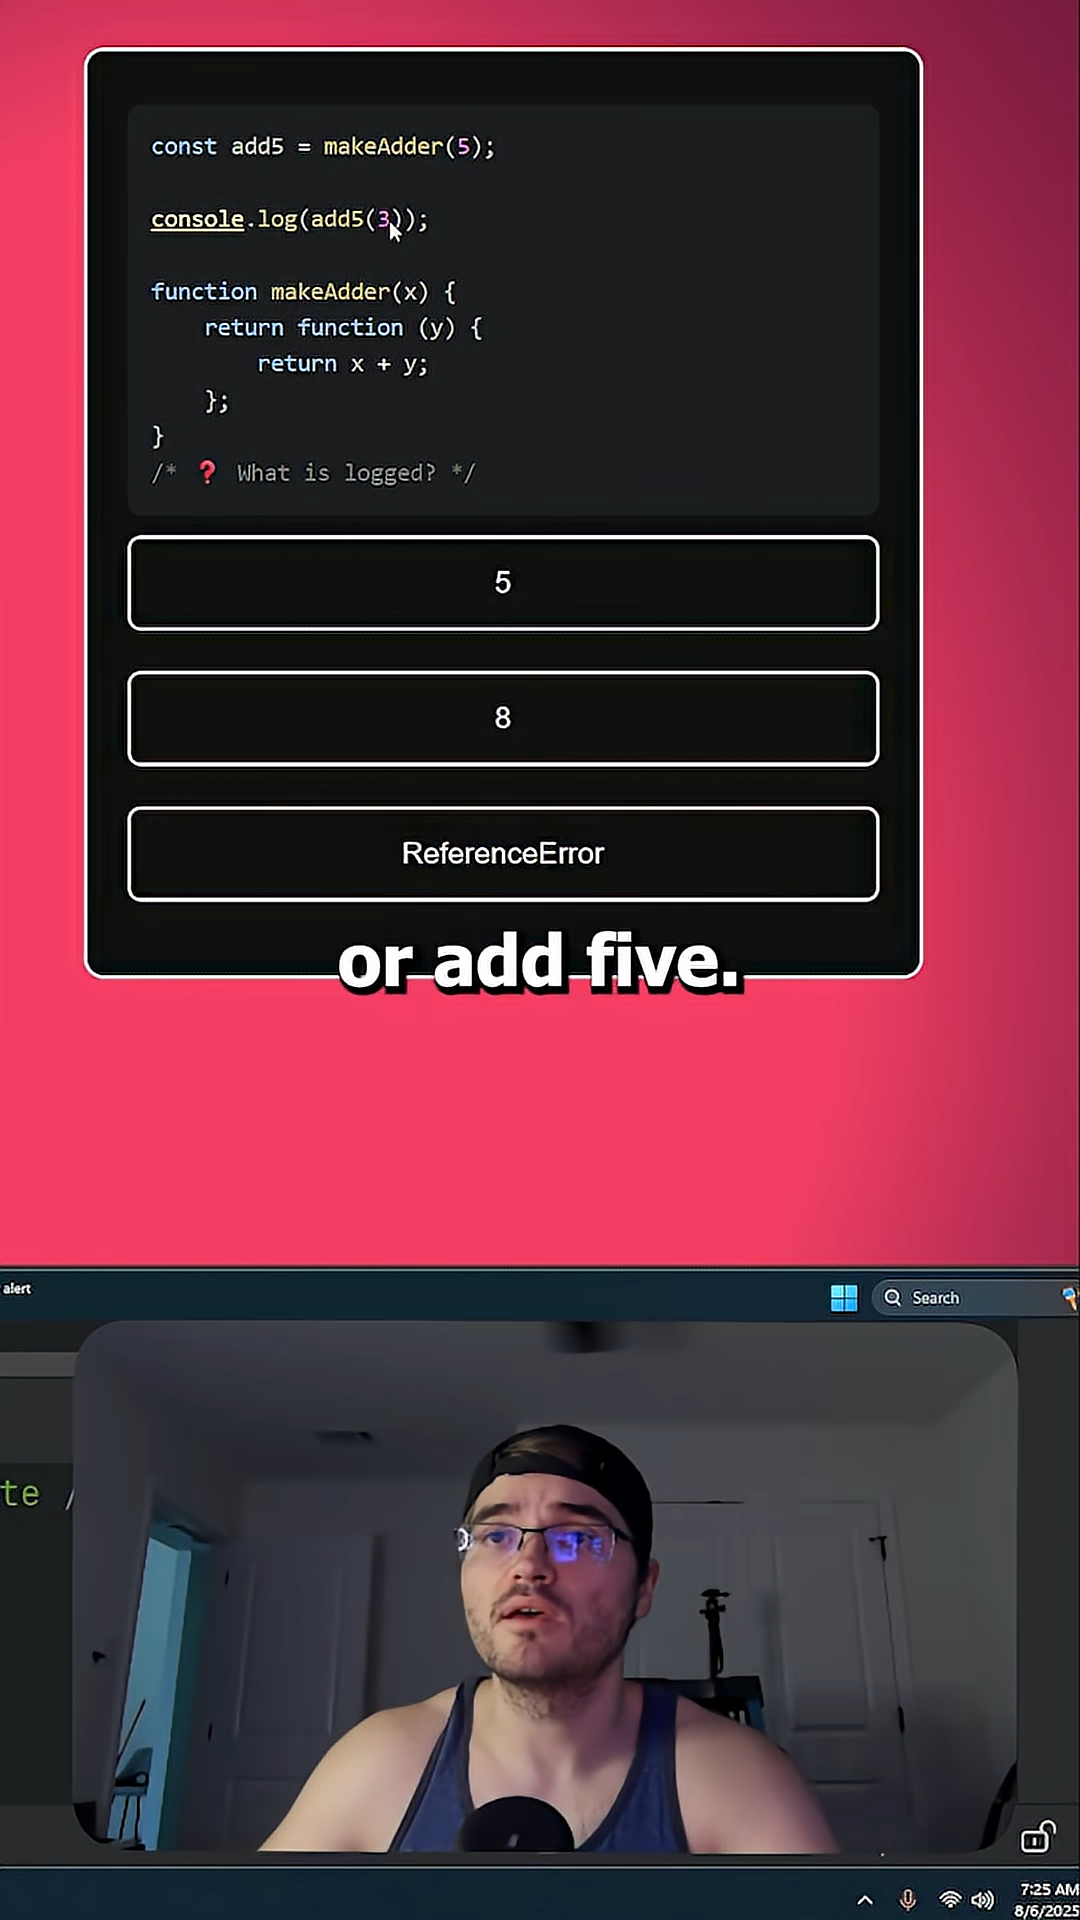 const add5 = makeAdder(5);
console.log(add5(3));
function makeAdder(x) {
return function (y) {
return x + y;
};
}
/* ❓ What is logged? */
5
8
ReferenceError
or add five.
alert
Search
te /
7:25 AM
8/6/2025